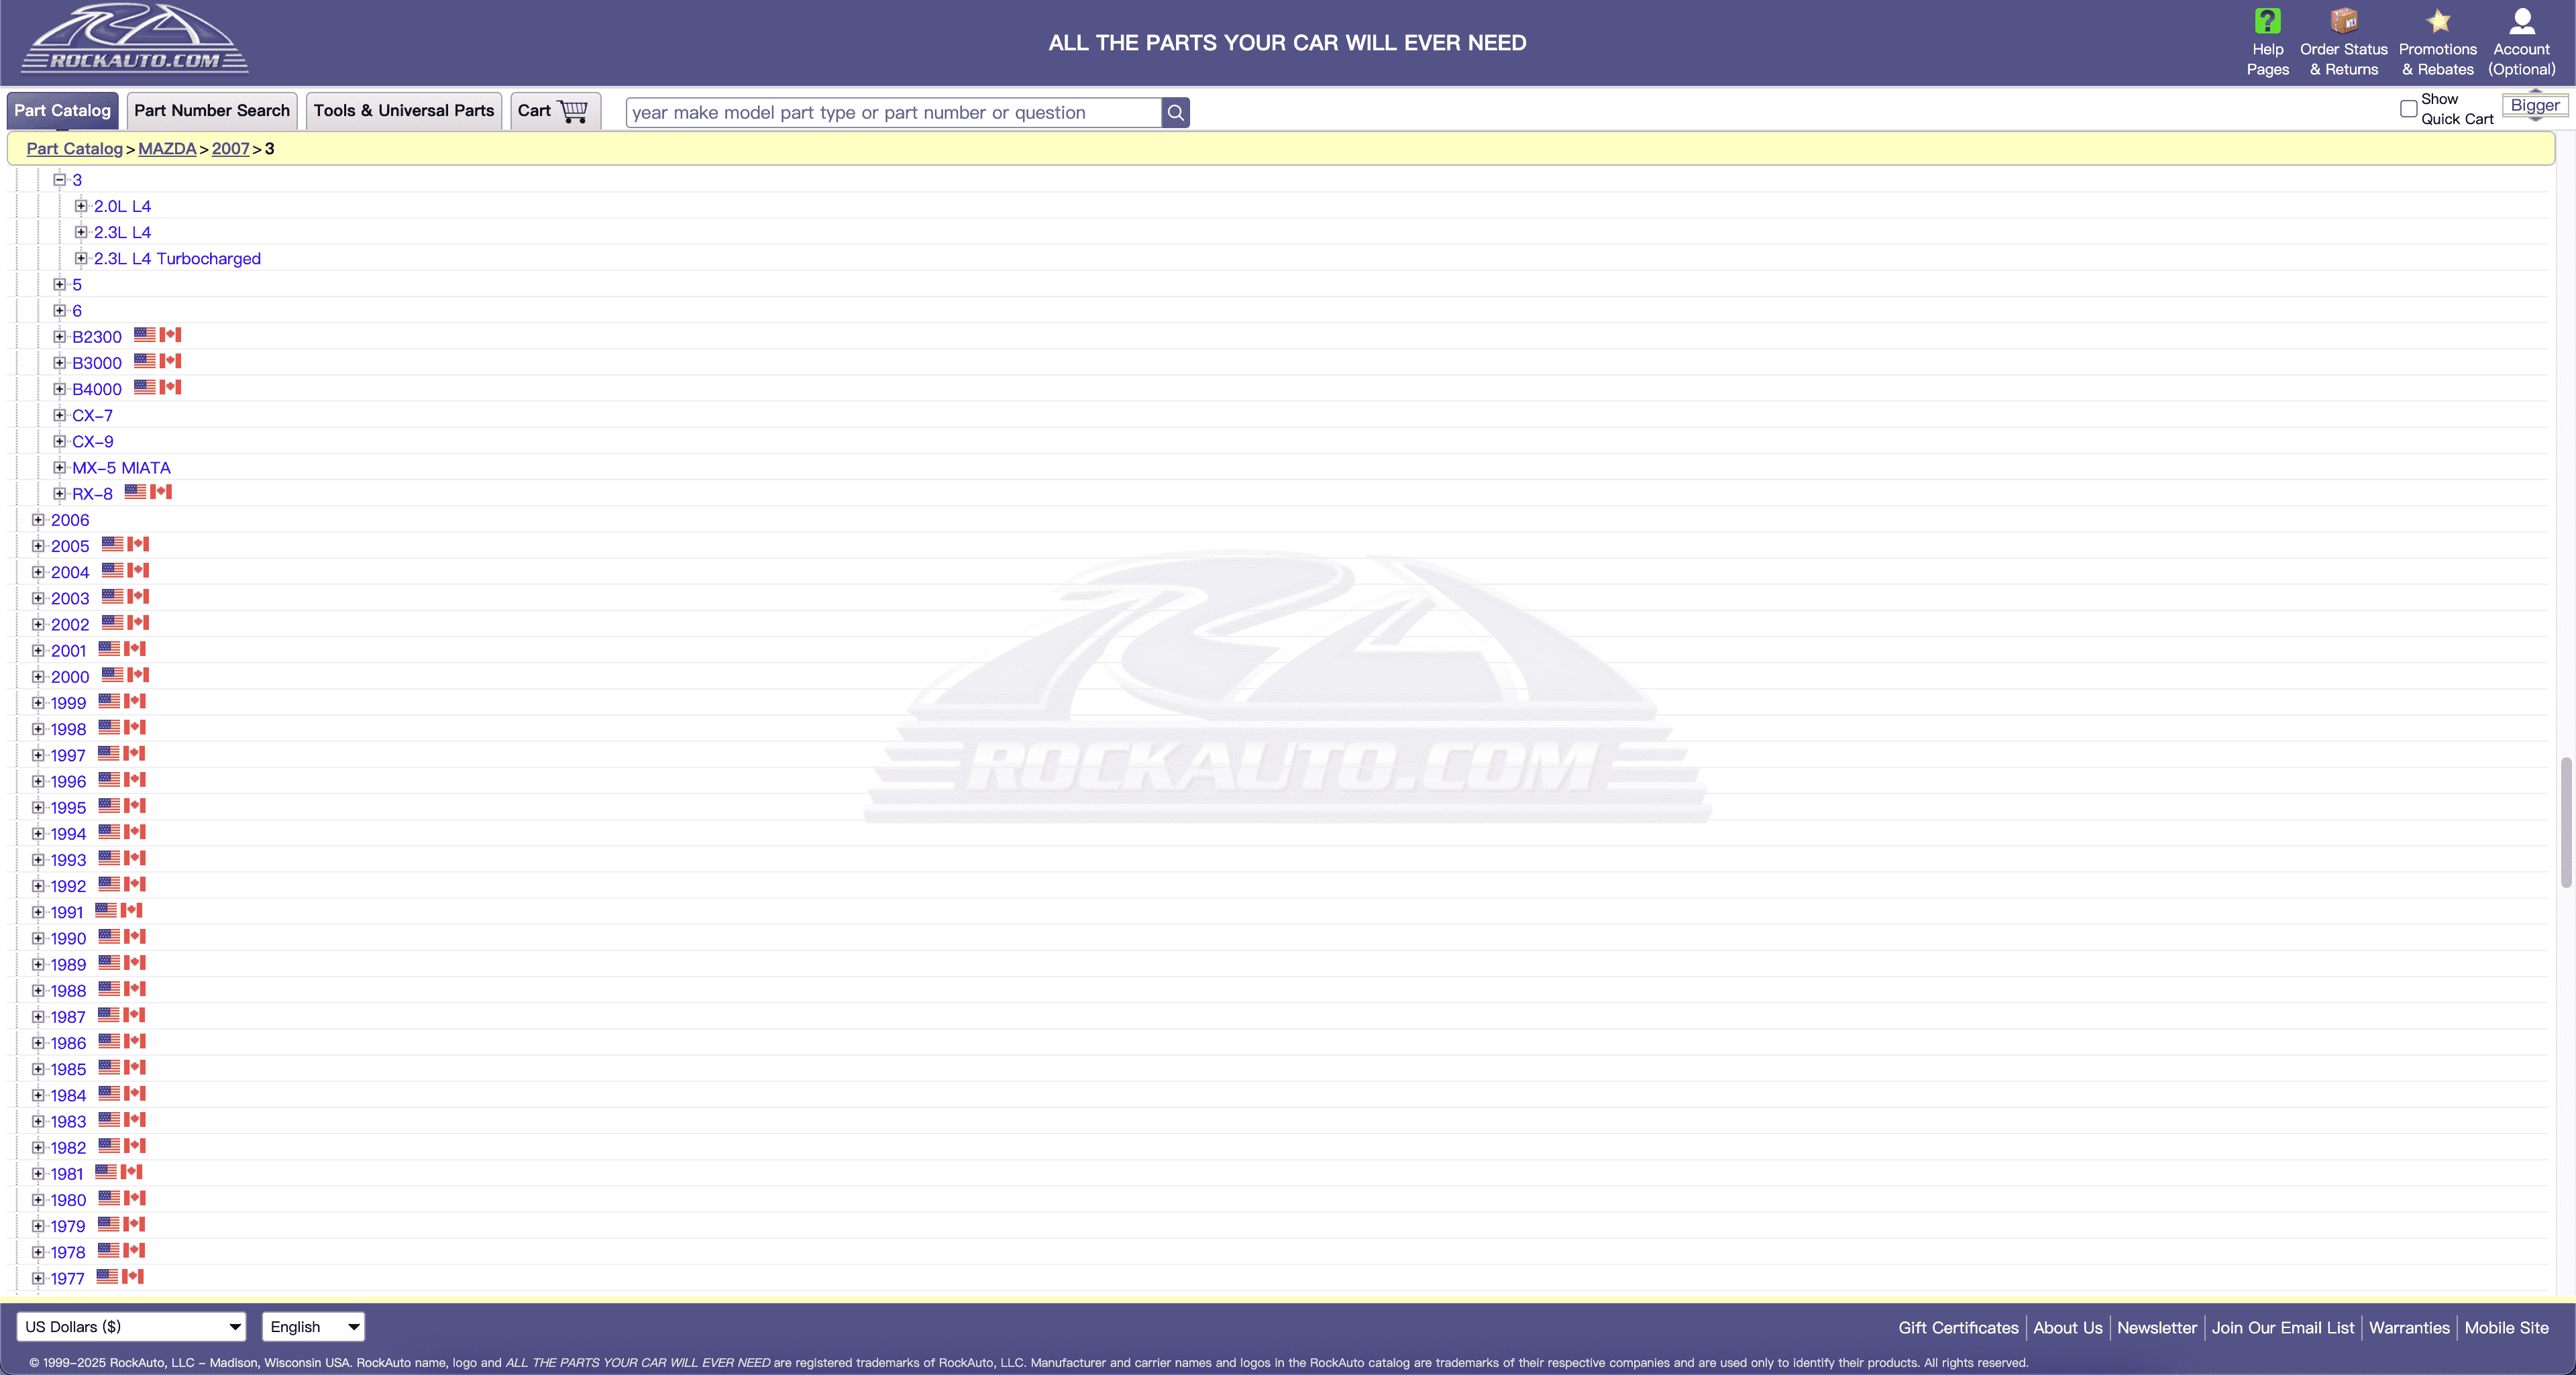 ROCKAUTO.COM
ALL THE PARTS YOUR CAR WILL EVER NEED
Help Pages
Order Status & Returns
Promotions & Rebates
Account (Optional)
Part Catalog
Part Number Search
Tools & Universal Parts
Cart
year make model part type or part number or question
Show Quick Cart
Bigger
Part Catalog > MAZDA > 2007 > 3
3
2.0L L4
2.3L L4
2.3L L4 Turbocharged
5
6
B2300
B3000
B4000
CX-7
CX-9
MX-5 MIATA
RX-8
2006
2005
2004
2003
2002
2001
2000
1999
1998
1997
1996
1995
1994
1993
1992
1991
1990
1989
1988
1987
1986
1985
1984
1983
1982
1981
1980
1979
1978
1977
ROCKAUTO.COM
US Dollars ($)
English
Gift Certificates | About Us | Newsletter | Join Our Email List | Warranties | Mobile Site
© 1999-2025 RockAuto, LLC - Madison, Wisconsin USA. RockAuto name, logo and ALL THE PARTS YOUR CAR WILL EVER NEED are registered trademarks of RockAuto, LLC. Manufacturer and carrier names and logos in the RockAuto catalog are trademarks of their respective companies and are used only to identify their products. All rights reserved.